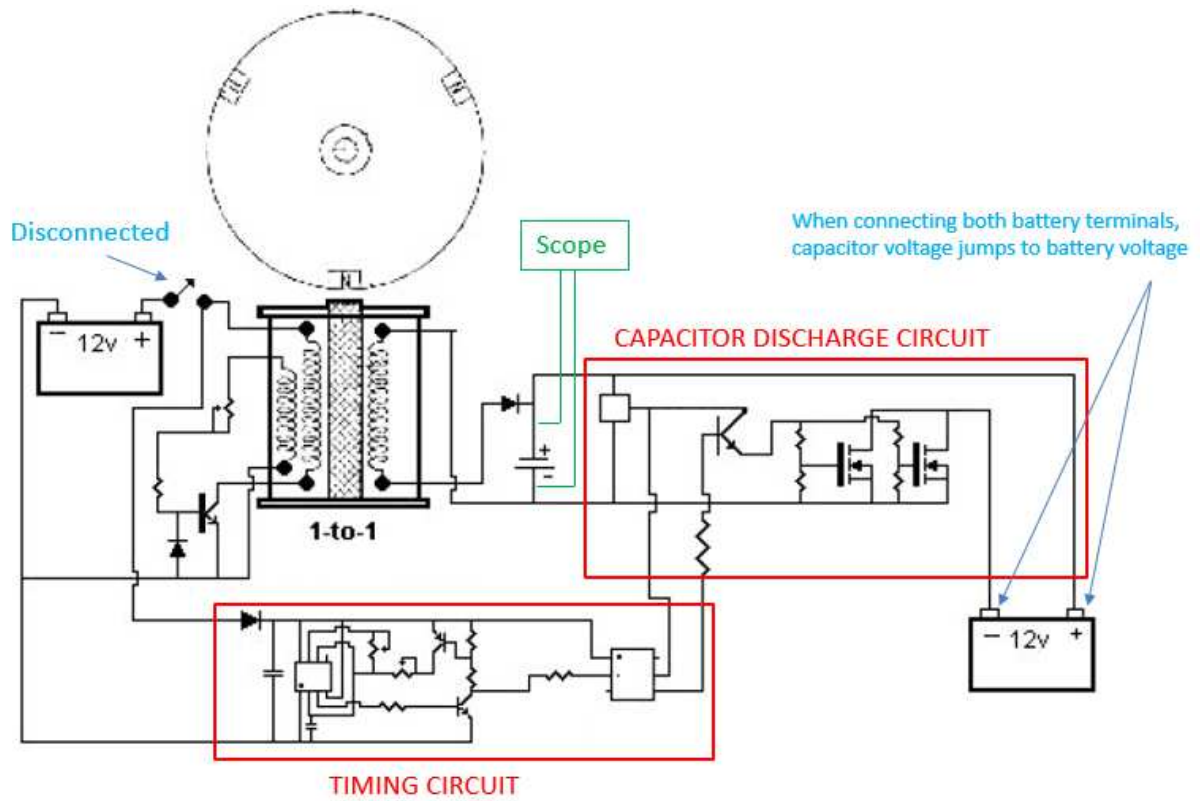 N
N
Disconnected
Scope
When connecting both battery terminals,
capacitor voltage jumps to battery voltage
N
− 12v +
CAPACITOR DISCHARGE CIRCUIT
+
-
1-to-1
− 12v +
TIMING CIRCUIT